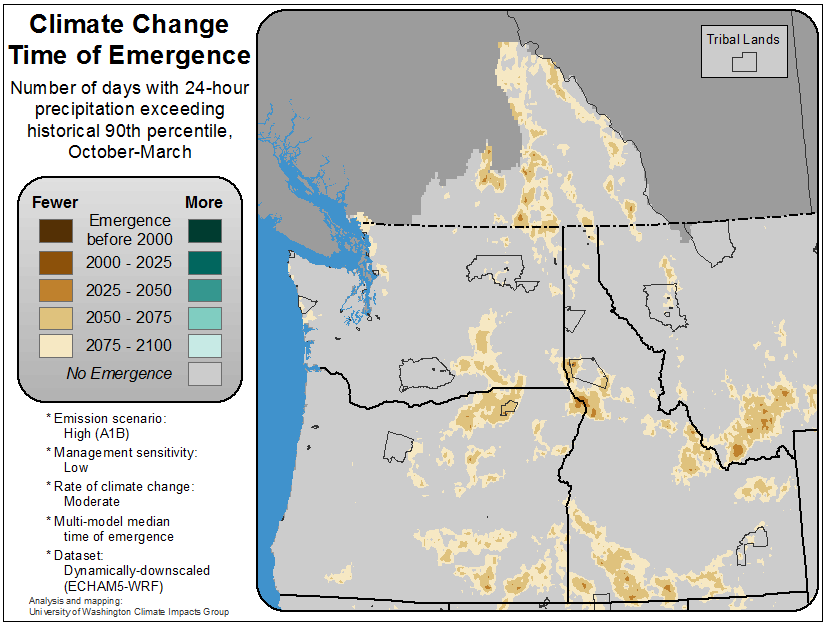 Climate Change
Time of Emergence
Number of days with 24-hour
precipitation exceeding
historical 90th percentile,
October-March
Fewer More
Emergence
before 2000
2000 - 2025
2025 - 2050
2050 - 2075
2075 - 2100
No Emergence
* Emission scenario:
High (A1B)
* Management sensitivity:
Low
* Rate of climate change:
Moderate
* Multi-model median
time of emergence
* Dataset:
Dynamically-downscaled
(ECHAM5-WRF)
Analysis and mapping:
University of Washington Climate Impacts Group
Tribal Lands